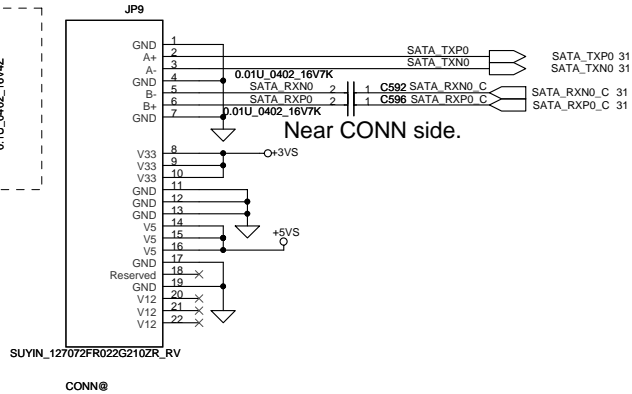 JP9
GND 1
A+ 2 SATA_TXP0 SATA_TXP0 31
A- 3 SATA_TXN0 SATA_TXN0 31
GND 4 0.01U_0402_16V7K
B- 5 SATA_RXN0 2 1 C592 SATA_RXN0_C SATA_RXN0_C 31
B+ 6 SATA_RXP0 2 1 C596 SATA_RXP0_C SATA_RXP0_C 31
GND 7 0.01U_0402_16V7K
Near CONN side.
V33 8 +3VS
V33 9
V33 10
GND 11
GND 12
GND 13
V5 14
V5 15 +5VS
V5 16
GND 17
Reserved 18
GND 19
V12 20
V12 21
V12 22
SUYIN_127072FR022G210ZR_RV
CONN@